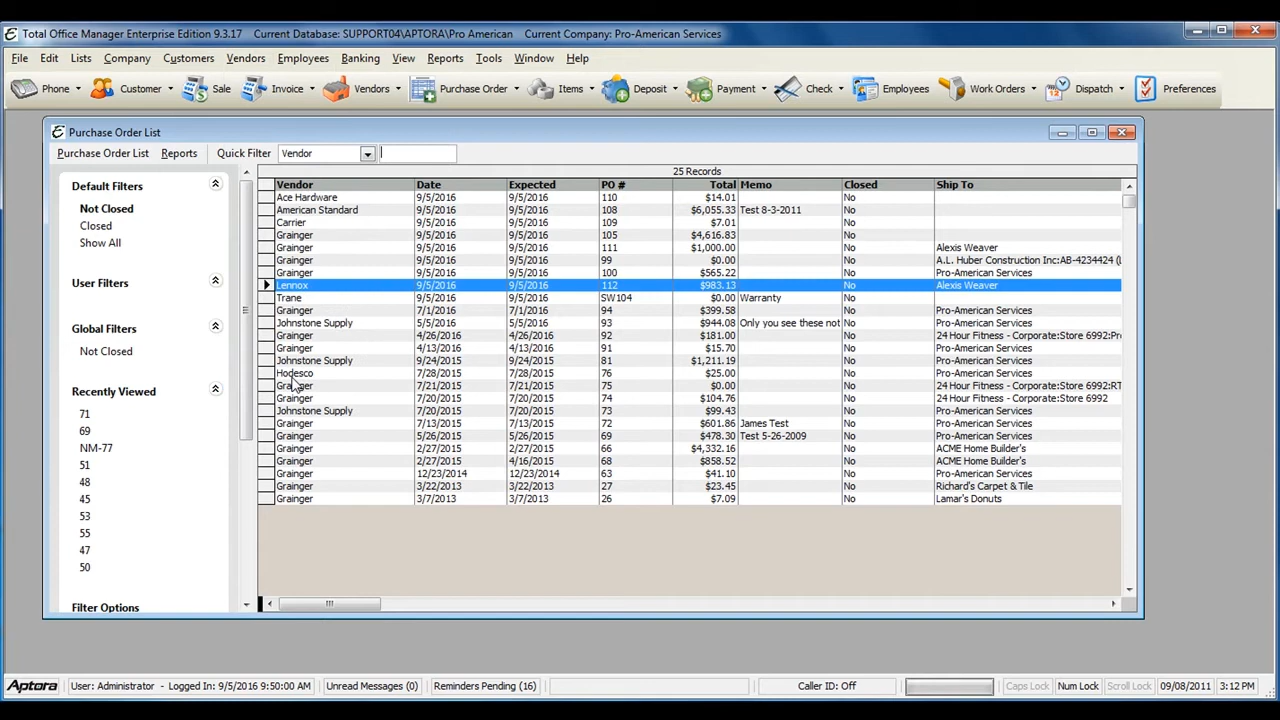 Total Office Manager Enterprise Edition 9.3.17 Current Database: SUPPORT04\APTORA\Pro American Current Company: Pro-American Services
File Edit Lists Company Customers Vendors Employees Banking View Reports Tools Window Help
Phone Customer Sale Invoice Vendors Purchase Order Items Deposit Payment Check Employees Work Orders Dispatch Preferences
Purchase Order List
Purchase Order List Reports Quick Filter Vendor
25 Records
Default Filters
Not Closed
Closed
Show All
User Filters
Global Filters
Not Closed
Recently Viewed
71
69
NM-77
51
48
45
53
55
47
50
Filter Options
Vendor Date Expected PO # Total Memo Closed Ship To
Ace Hardware 9/5/2016 9/5/2016 110 $14.01 No
American Standard 9/5/2016 9/5/2016 108 $6,055.33 Test 8-3-2011 No
Carrier 9/5/2016 9/5/2016 109 $7.01 No
Grainger 9/5/2016 9/5/2016 105 $4,616.83 No
Grainger 9/5/2016 9/5/2016 111 $1,000.00 No Alexis Weaver
Grainger 9/5/2016 9/5/2016 99 $0.00 No A.L. Huber Construction Inc:AB-4234424 (L
Grainger 9/5/2016 9/5/2016 100 $565.22 No Pro-American Services
Lennox 9/5/2016 9/5/2016 112 $983.13 No Alexis Weaver
Trane 9/5/2016 9/5/2016 SW104 $0.00 Warranty No
Grainger 7/1/2016 7/1/2016 94 $399.58 No Pro-American Services
Johnstone Supply 5/5/2016 5/5/2016 93 $944.08 Only you see these not No Pro-American Services
Grainger 4/26/2016 4/26/2016 92 $181.00 No 24 Hour Fitness - Corporate:Store 6992:Pr
Grainger 4/13/2016 4/13/2016 91 $15.70 No Pro-American Services
Johnstone Supply 9/24/2015 9/24/2015 81 $1,211.19 No Pro-American Services
Hodesco 7/28/2015 7/28/2015 76 $25.00 No Pro-American Services
Grainger 7/21/2015 7/21/2015 75 $0.00 No 24 Hour Fitness - Corporate:Store 6992:RT
Grainger 7/20/2015 7/20/2015 74 $104.76 No 24 Hour Fitness - Corporate:Store 6992
Johnstone Supply 7/20/2015 7/20/2015 73 $99.43 No Pro-American Services
Grainger 7/13/2015 7/13/2015 72 $601.86 James Test No Pro-American Services
Grainger 5/26/2015 5/26/2015 69 $478.30 Test 5-26-2009 No Pro-American Services
Grainger 2/27/2015 2/27/2015 66 $4,332.16 No ACME Home Builder's
Grainger 2/27/2015 4/16/2015 68 $858.52 No ACME Home Builder's
Grainger 12/23/2014 12/23/2014 63 $41.10 No Pro-American Services
Grainger 3/22/2013 3/22/2013 27 $23.45 No Richard's Carpet & Tile
Grainger 3/7/2013 3/7/2013 26 $7.09 No Lamar's Donuts
Aptora User: Administrator - Logged In: 9/5/2016 9:50:00 AM Unread Messages (0) Reminders Pending (16) Caller ID: Off Caps Lock Num Lock Scroll Lock 09/08/2011 3:12 PM